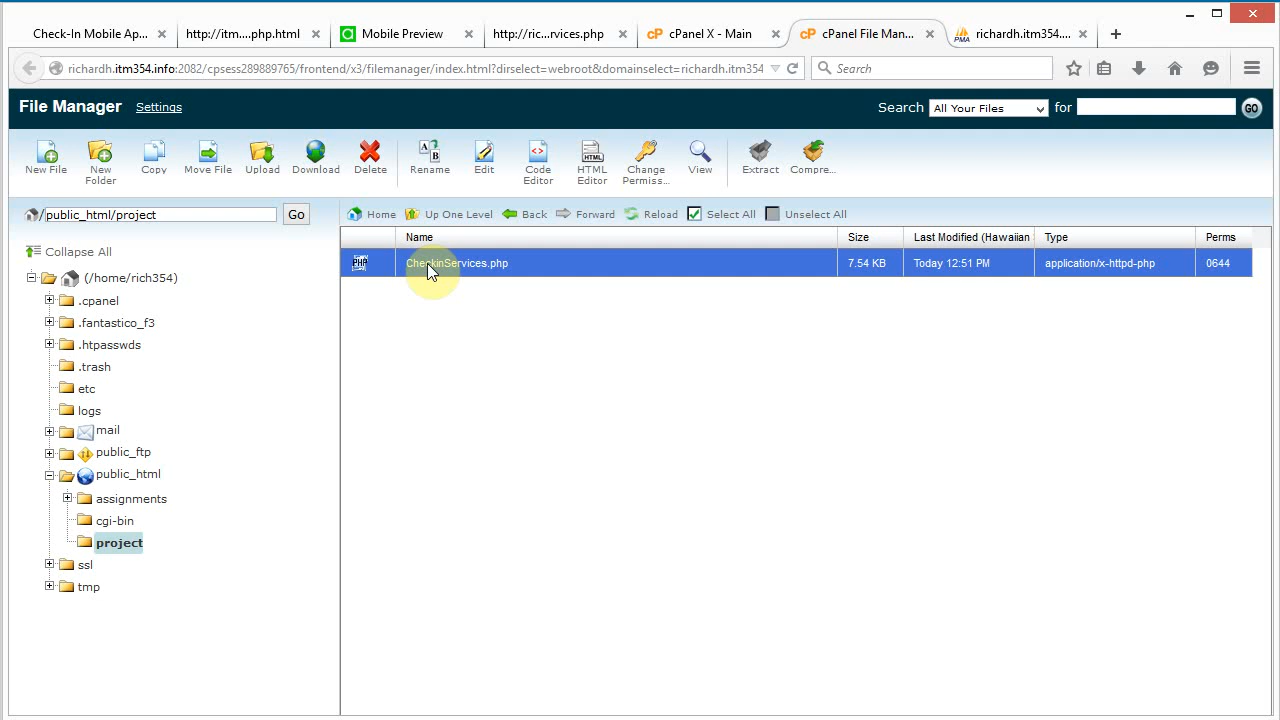 Check-In Mobile Ap...
http://itm....php.html
Mobile Preview
http://ric...rvices.php
cPanel X - Main
cPanel File Man...
richardh.itm354....
richardh.itm354.info:2082/cpsess289889765/frontend/x3/filemanager/index.html?dirselect=webroot&domainselect=richardh.itm354
Search
File Manager
Settings
Search
All Your Files
for
GO
New File
New Folder
Copy
Move File
Upload
Download
Delete
Rename
Edit
Code Editor
HTML Editor
Change Permiss...
View
Extract
Compre...
/public_html/project
Go
Home
Up One Level
Back
Forward
Reload
Select All
Unselect All
Name
Size
Last Modified (Hawaiian
Type
Perms
Collapse All
PHP
CheckinServices.php
7.54 KB
Today 12:51 PM
application/x-httpd-php
0644
(/home/rich354)
.cpanel
.fantastico_f3
.htpasswds
.trash
etc
logs
mail
public_ftp
public_html
assignments
cgi-bin
project
ssl
tmp